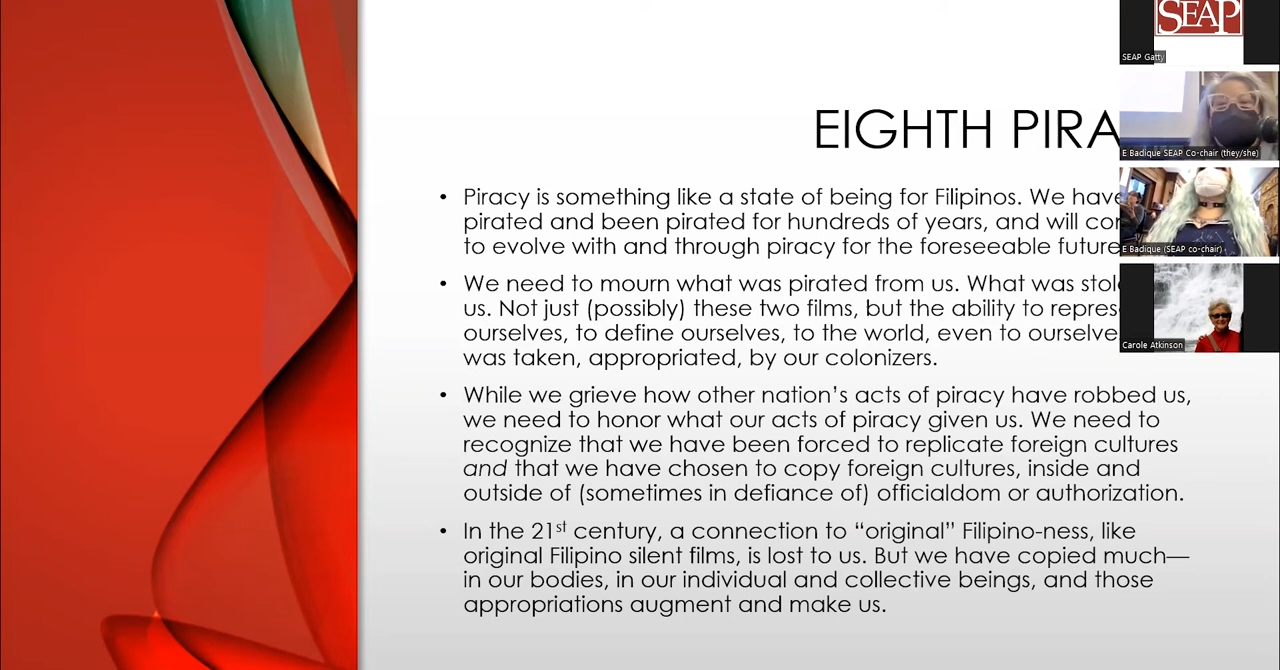 SEAP
SEAP Gatty
E Badique SEAP Co-chair (they/she)
E Badique (SEAP co-chair)
Carole Atkinson
EIGHTH PIRA
• Piracy is something like a state of being for Filipinos. We have
pirated and been pirated for hundreds of years, and will con
to evolve with and through piracy for the foreseeable future
• We need to mourn what was pirated from us. What was stol
us. Not just (possibly) these two films, but the ability to repres
ourselves, to define ourselves, to the world, even to ourselve
was taken, appropriated, by our colonizers.
• While we grieve how other nation’s acts of piracy have robbed us,
we need to honor what our acts of piracy given us. We need to
recognize that we have been forced to replicate foreign cultures
and that we have chosen to copy foreign cultures, inside and
outside of (sometimes in defiance of) officialdom or authorization.
• In the 21st century, a connection to “original” Filipino-ness, like
original Filipino silent films, is lost to us. But we have copied much—
in our bodies, in our individual and collective beings, and those
appropriations augment and make us.